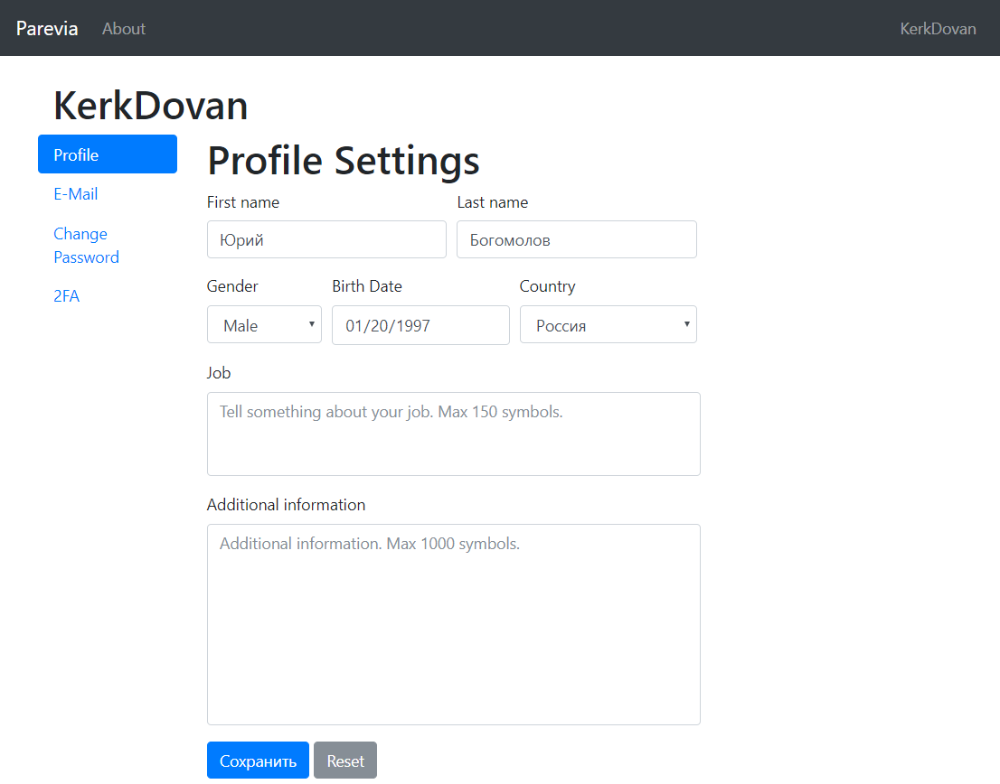 Parevia About KerkDovan
KerkDovan
Profile
E-Mail
Change
Password
2FA
Profile Settings
First name Last name
Юрий Богомолов
Gender Birth Date Country
Male 01/20/1997 Россия
Job
Tell something about your job. Max 150 symbols.
Additional information
Additional information. Max 1000 symbols.
Сохранить Reset